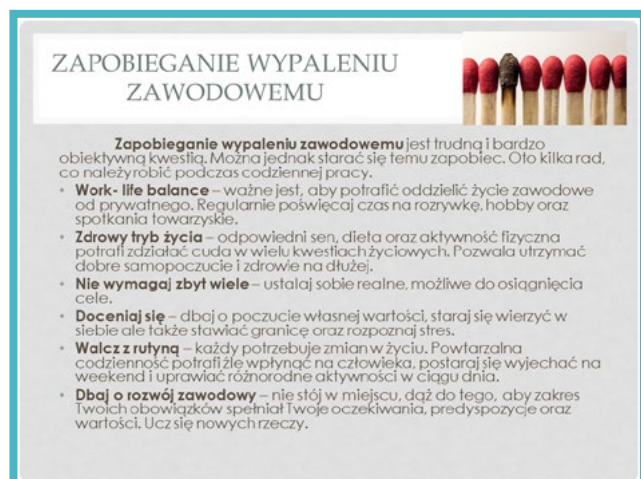 ZAPOBIEGANIE WYPALENIU
ZAWODOWEMU
Zapobieganie wypaleniu zawodowemu jest trudną i bardzo
obiektywną kwestią. Można jednak starać się temu zapobiec. Oto kilka rad,
co należy robić podczas codziennej pracy.
• Work- life balance – ważne jest, aby potrafić oddzielić życie zawodowe
od prywatnego. Regularnie poświęcaj czas na rozrywkę, hobby oraz
spotkania towarzyskie.
• Zdrowy tryb życia – odpowiedni sen, dieta oraz aktywność fizyczna
potrafi zdziałać cuda w wielu kwestiach życiowych. Pozwala utrzymać
dobre samopoczucie i zdrowie na dłużej.
• Nie wymagaj zbyt wiele – ustalaj sobie realne, możliwe do osiągnięcia
cele.
• Doceniaj się – dbaj o poczucie własnej wartości, staraj się wierzyć w
siebie ale także stawiać granicę oraz rozpoznaj stres.
• Walcz z rutyną – każdy potrzebuje zmian w życiu. Powtarzalna
codzienność potrafi źle wpłynąć na człowieka, postaraj się wyjechać na
weekend i uprawiać różnorodne aktywności w ciągu dnia.
• Dbaj o rozwój zawodowy – nie stój w miejscu, dąż do tego, aby zakres
Twoich obowiązków spełniał Twoje oczekiwania, predyspozycje oraz
wartości. Ucz się nowych rzeczy.